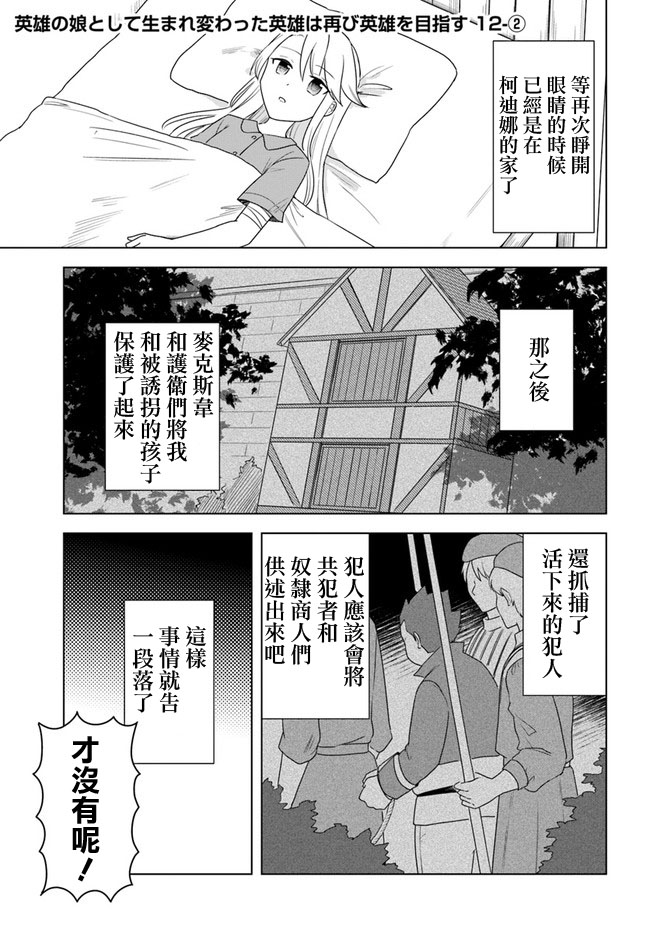 英雄の娘として生まれ変わった英雄は再び英雄を目指す 12-②
等再次睜開
眼睛的時候
已經是在
柯迪娜的家了
那之後
麥克斯韋
和護衛們將我
和被誘拐的孩子
保護了起來
還抓捕了
活下來的犯人
犯人應該會將
共犯者和
奴隸商人們
供述出來吧
這樣
事情就告
一段落了
才沒有呢！